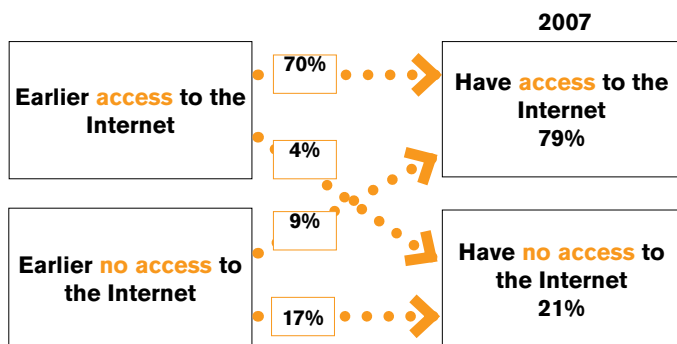 2007
Earlier access to the
Internet
70%
Have access to the
Internet
79%
4%
9%
Earlier no access to
the Internet
17%
Have no access to
the Internet
21%